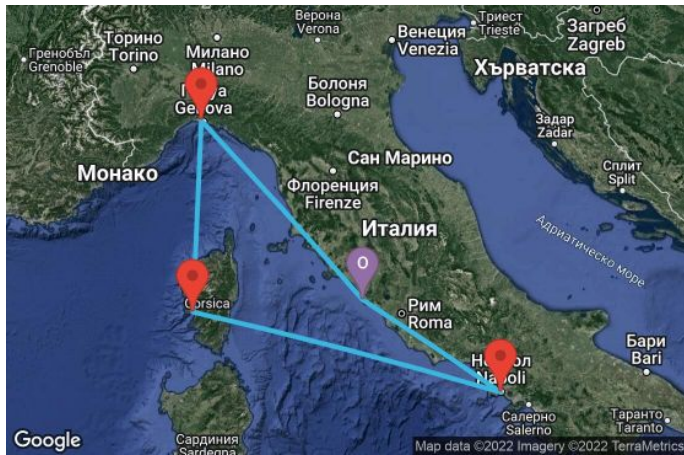 Верона
Verona
Триест
Trieste
Загреб
Zagreb
Гренобъл
Grenoble
Торино
Torino
Милано
Milano
Венеция
Venezia
Хърватска
Genova
Болоня
Bologna
Задар
Zadar
Сан Марино
Монако
Флоренция
Firenze
Сплит
Split
Италия
Адриатическо море
O
Corsica
Рим
Roma
Бари
Bari
Napoli
Салерно
Salerno
Таранто
Taranto
Сардиния
Sardegna
Google
Map data ©2022 Imagery ©2022 TerraMetrics